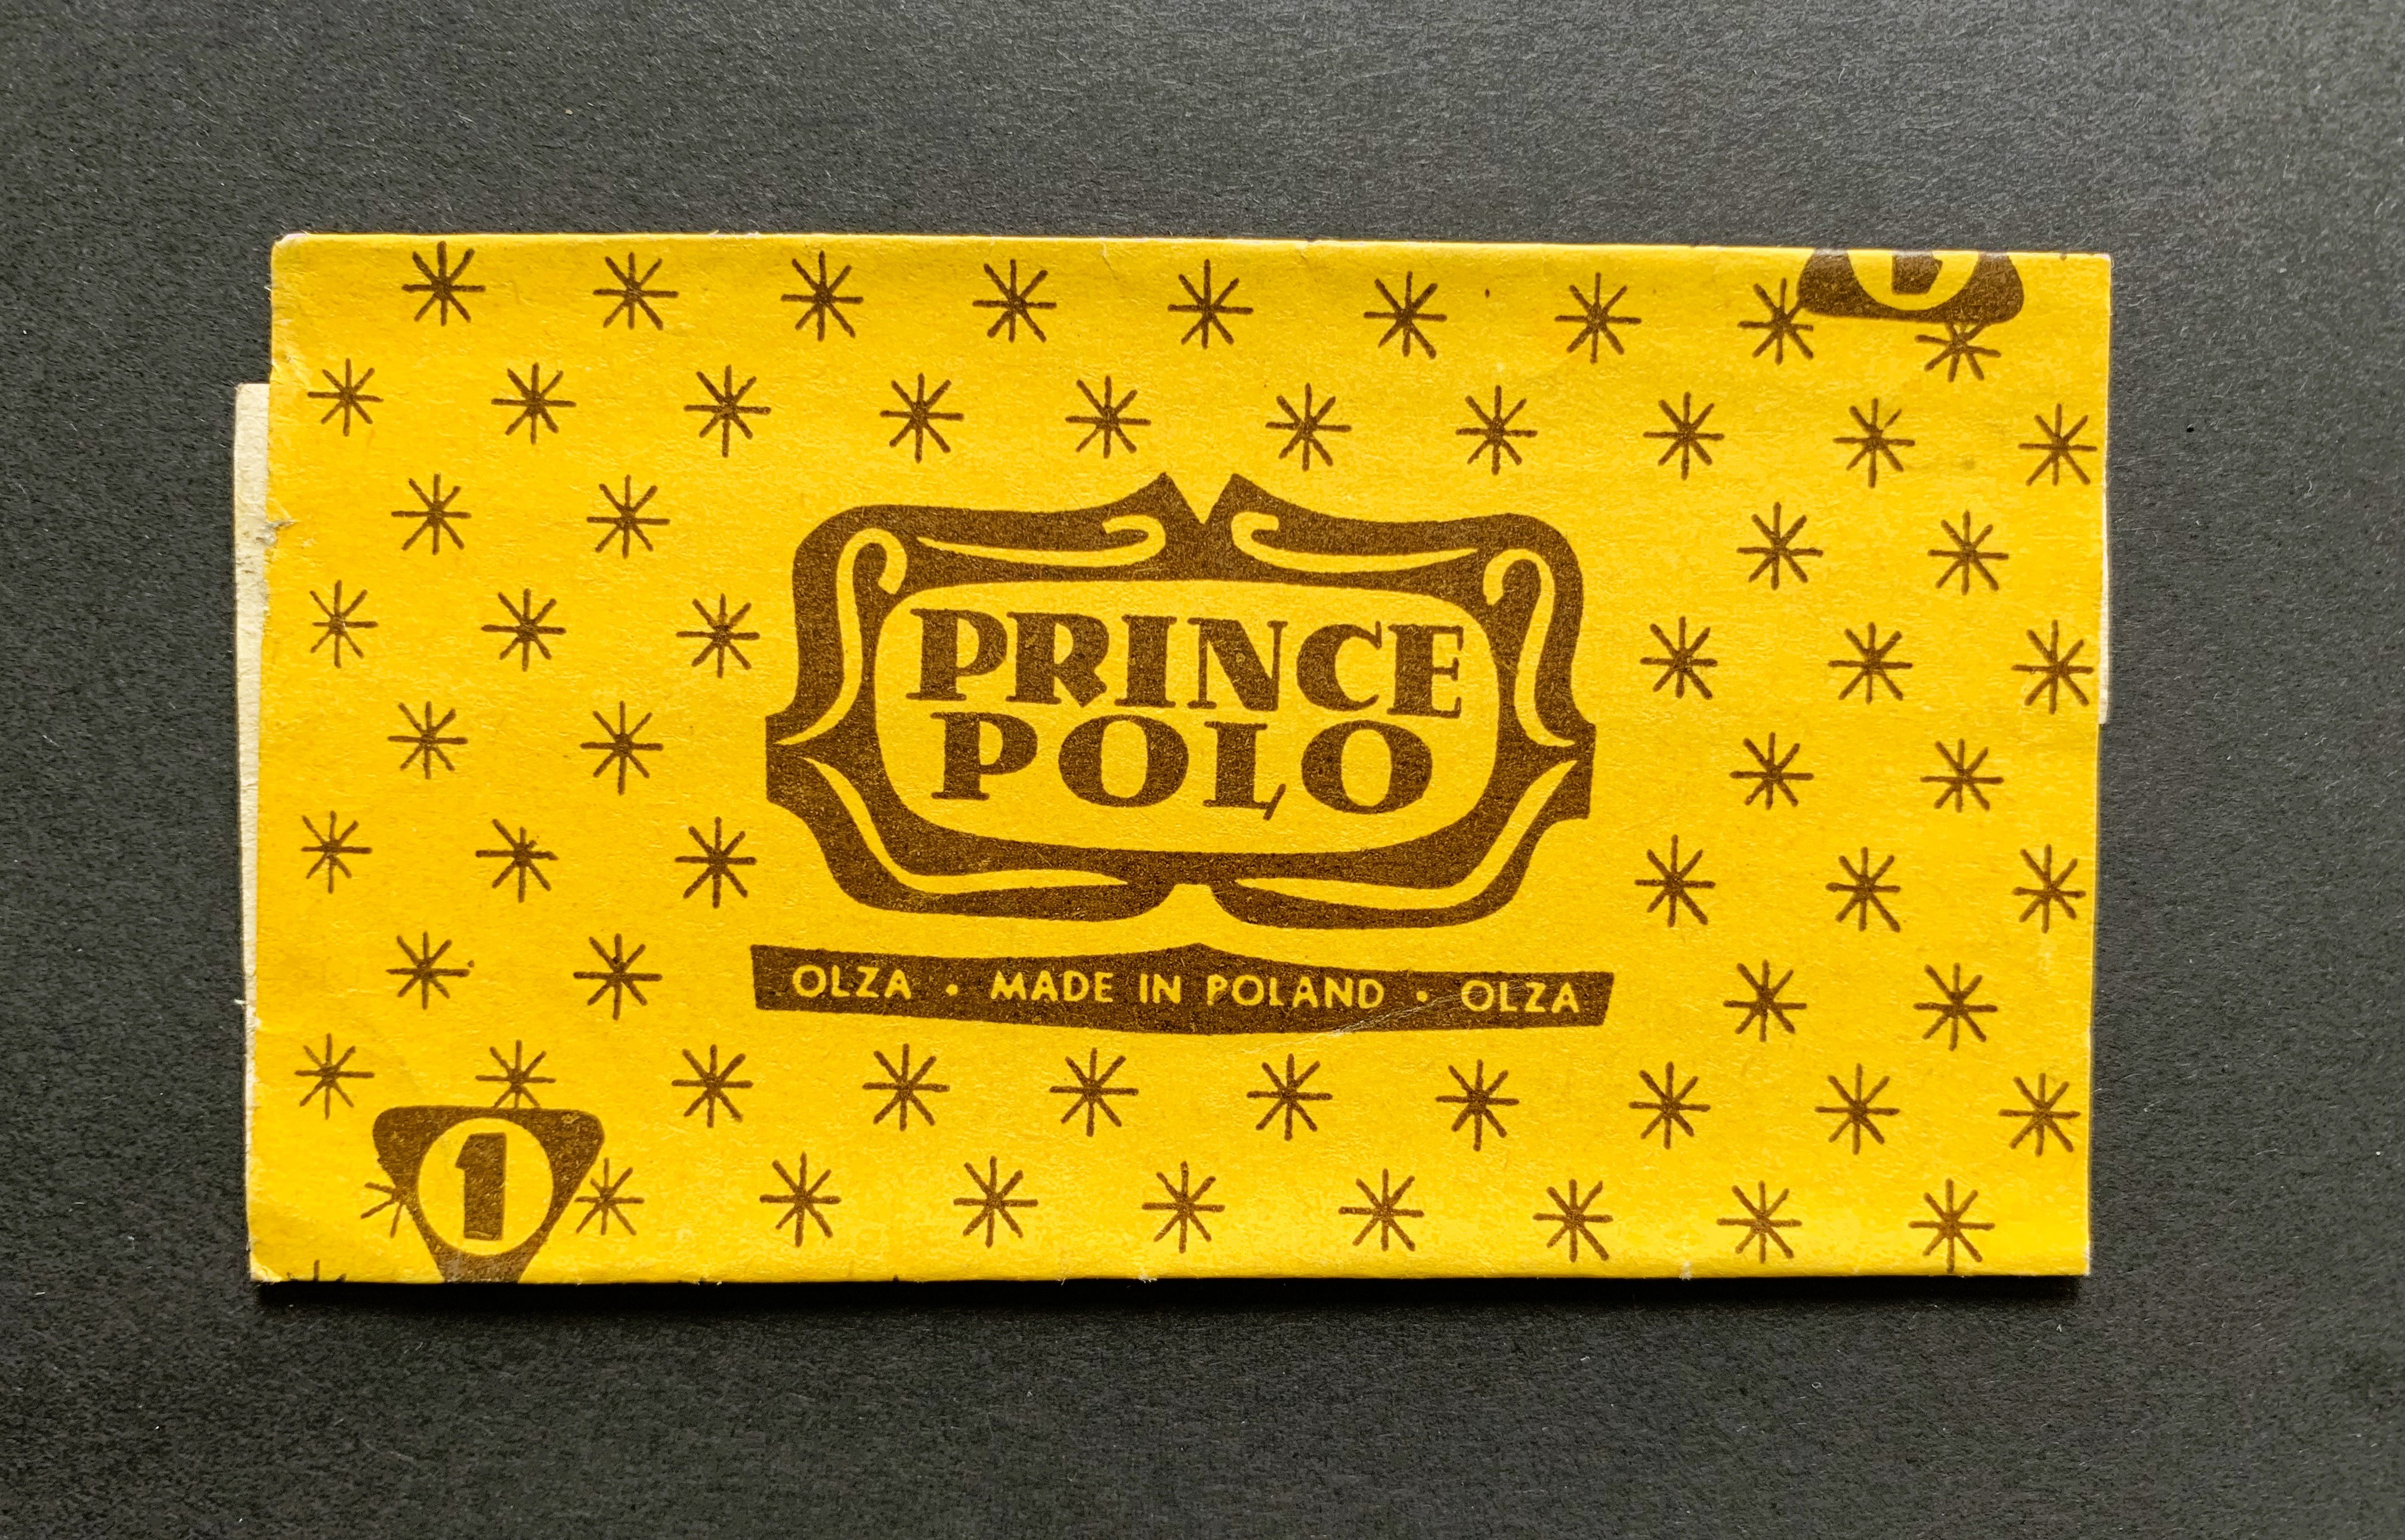 PRINCE
POLO
OLZA · MADE IN POLAND · OLZA
1